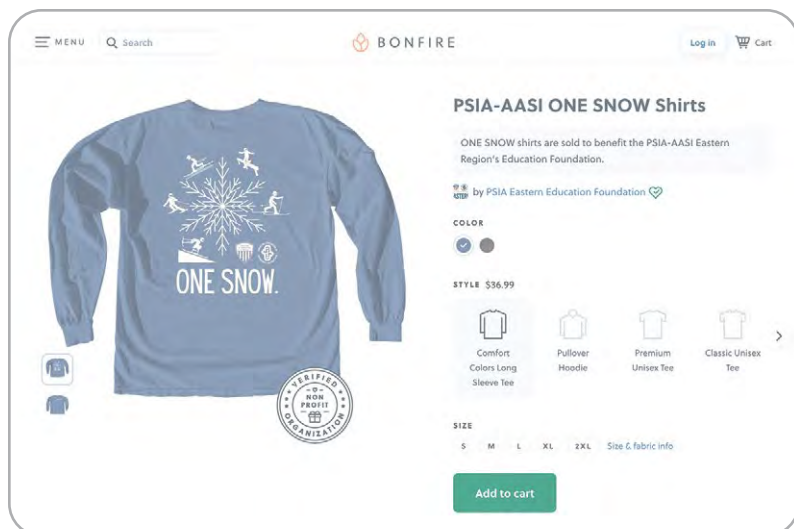 MENU
Search
BONFIRE
Log in
Cart
PSIA-AASI ONE SNOW Shirts
ONE SNOW shirts are sold to benefit the PSIA-AASI Eastern
Region's Education Foundation.
by PSIA Eastern Education Foundation
COLOR
STYLE $36.99
Comfort
Colors Long
Sleeve Tee
Pullover
Hoodie
Premium
Unisex Tee
Classic Unisex
Tee
SIZE
S M L XL 2XL Size & fabric info
Add to cart
ONE SNOW.
VERIFIED
NON
PROFIT
ORGANIZATION